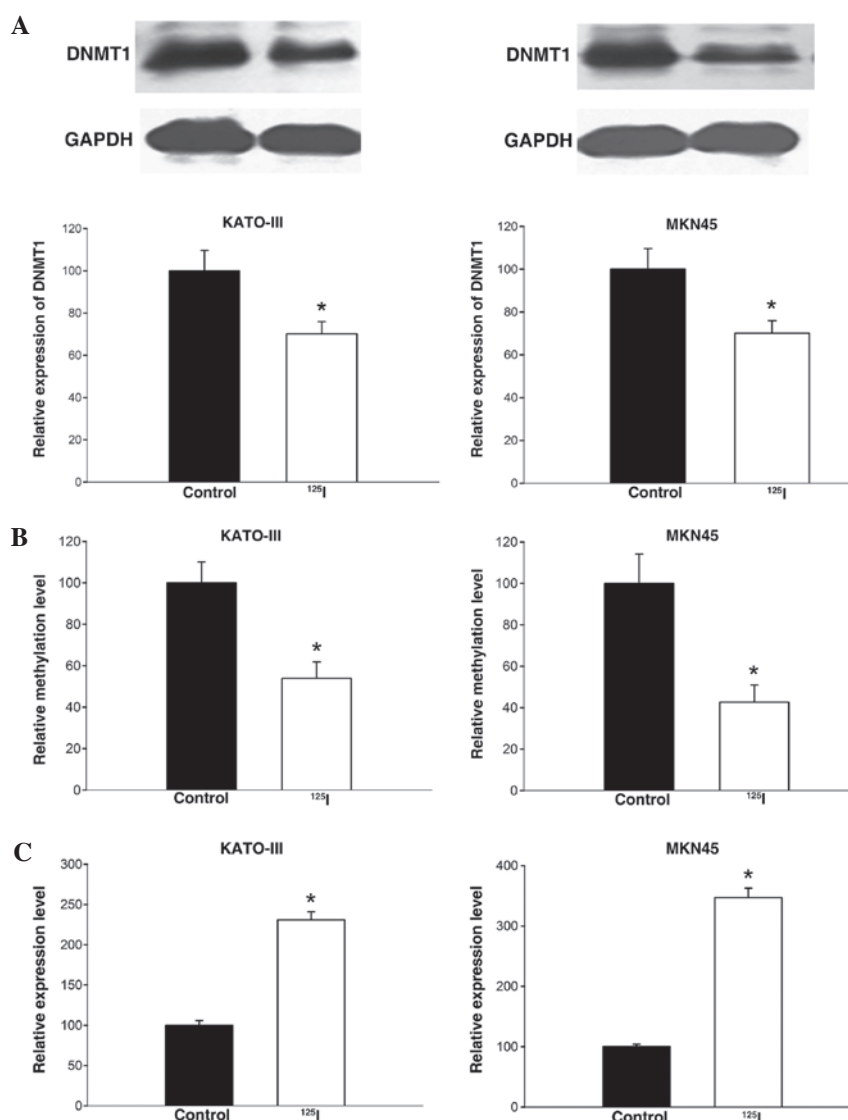 A
DNMT1
GAPDH
DNMT1
GAPDH
KATO-III
Relative expression of DNMT1
120
100
80
60
40
20
0
*
Control
¹²⁵I
MKN45
Relative expression of DNMT1
120
100
80
60
40
20
0
*
Control
¹²⁵I
B
KATO-III
Relative methylation level
120
100
80
60
40
20
0
*
Control
¹²⁵I
MKN45
Relative methylation level
120
100
80
60
40
20
0
*
Control
¹²⁵I
C
KATO-III
Relative expression level
300
250
200
150
100
50
0
*
Control
¹²⁵I
MKN45
Relative expression level
400
300
100
0
*
Control
¹²⁵I